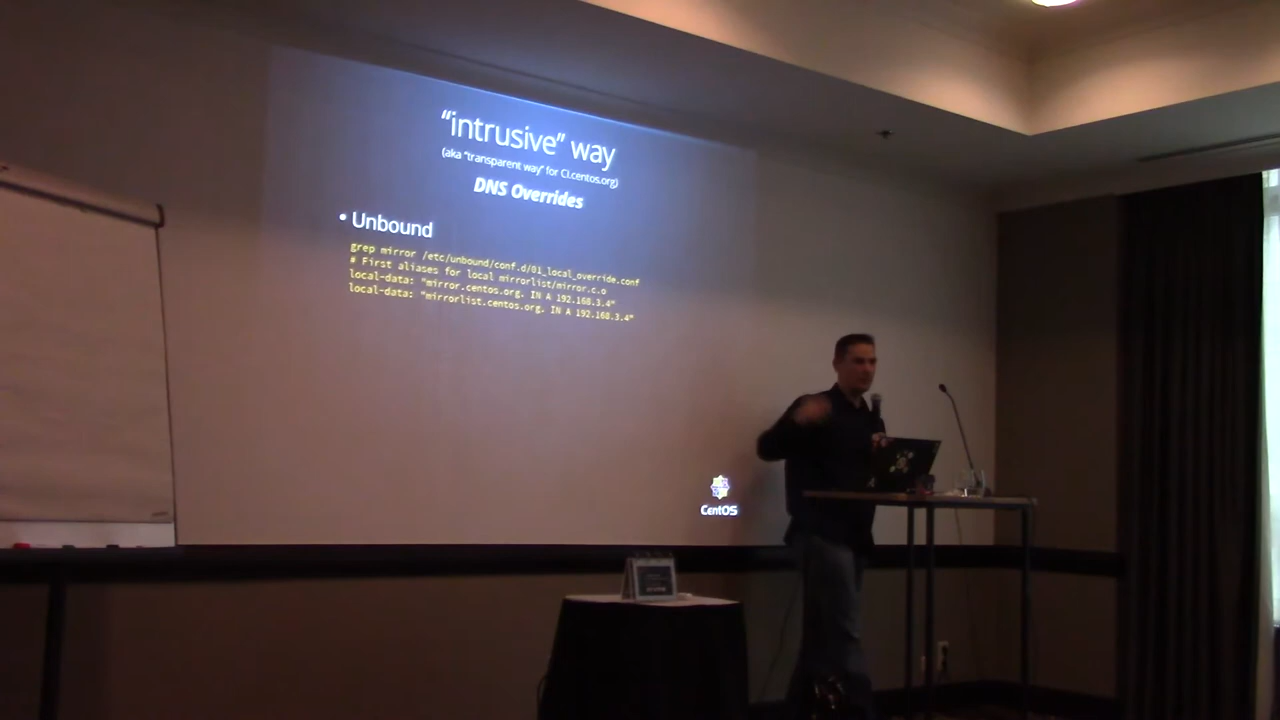 “intrusive” way
(aka “transparent way” for CI.centos.org)
DNS Overrides
• Unbound
grep mirror /etc/unbound/conf.d/01_local_override.conf
# First aliases for local mirrorlist/mirror.c.o
local-data: "mirror.centos.org. IN A 192.168.3.4"
local-data: "mirrorlist.centos.org. IN A 192.168.3.4"
CentOS